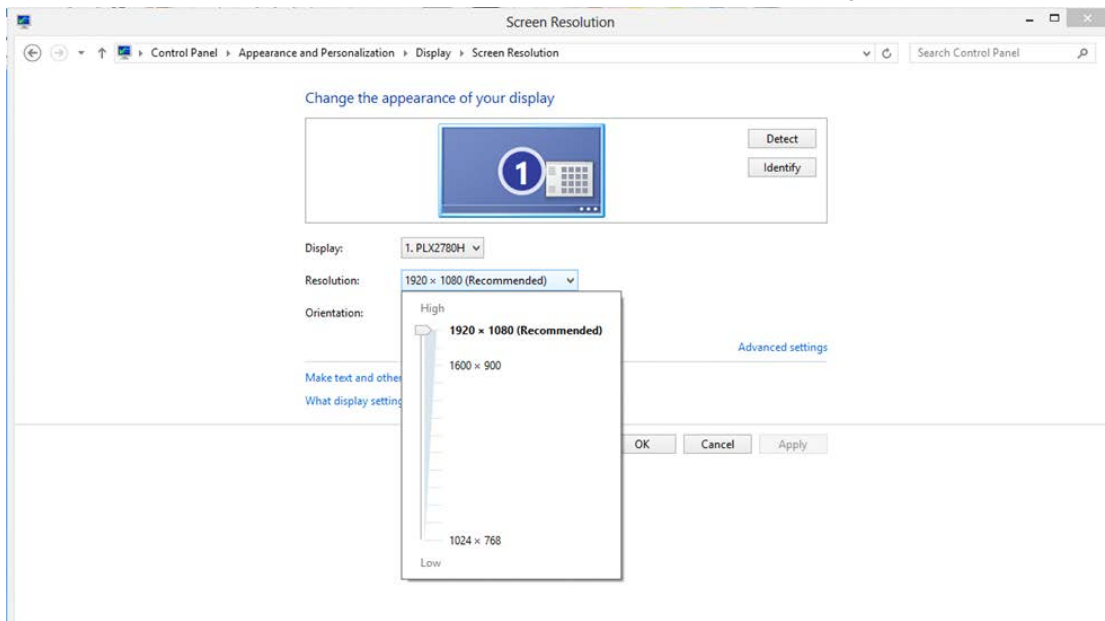 Screen Resolution
Control Panel Appearance and Personalization Display Screen Resolution Search Control Panel
Change the appearance of your display
1
Detect
Identify
Display: 1. PLX2780H
Resolution: 1920 × 1080 (Recommended)
Orientation:
High
1920 × 1080 (Recommended)
1600 × 900
1024 × 768
Low
Advanced settings
Make text and other
What display setting
OK Cancel Apply